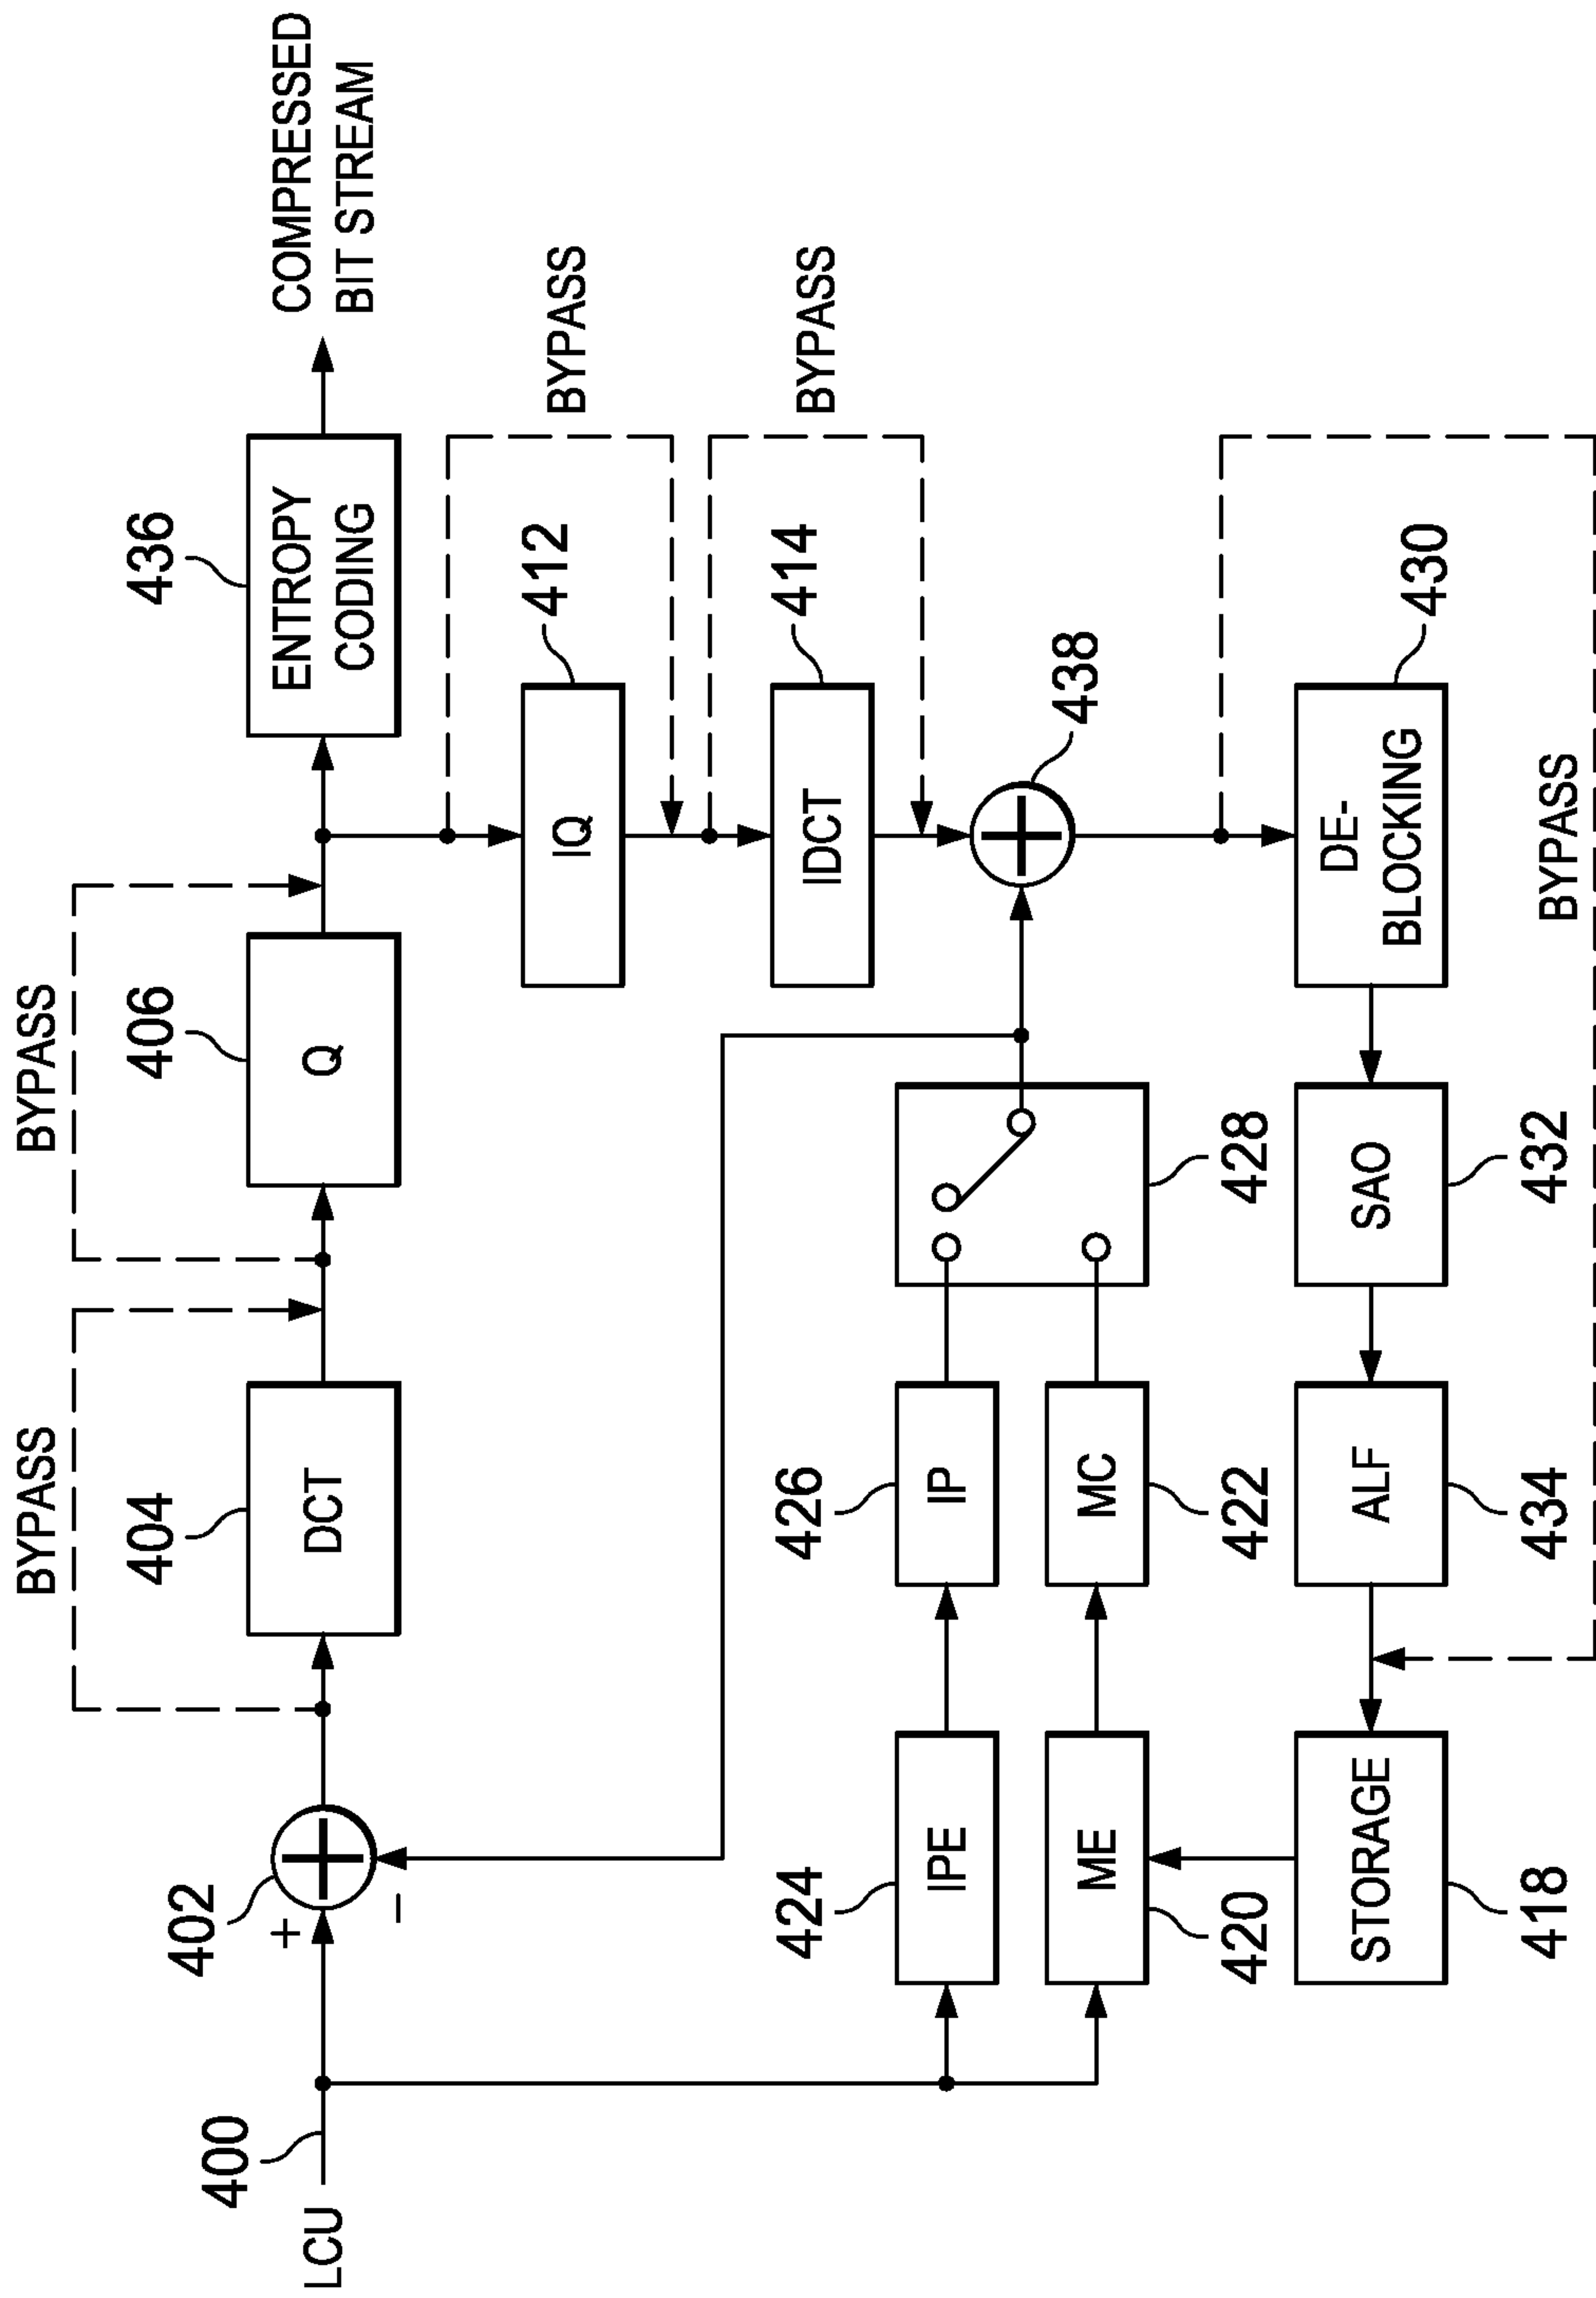 BYPASS
BYPASS
402
404
DCT
406
Q
436
ENTROPY
CODING
COMPRESSED
BIT STREAM
400
LCU
+
−
412
IQ
BYPASS
414
IDCT
BYPASS
424
IPE
426
IP
438
ME
420
MC
422
428
STORAGE
418
ALF
434
SAO
432
DE-
BLOCKING
430
BYPASS